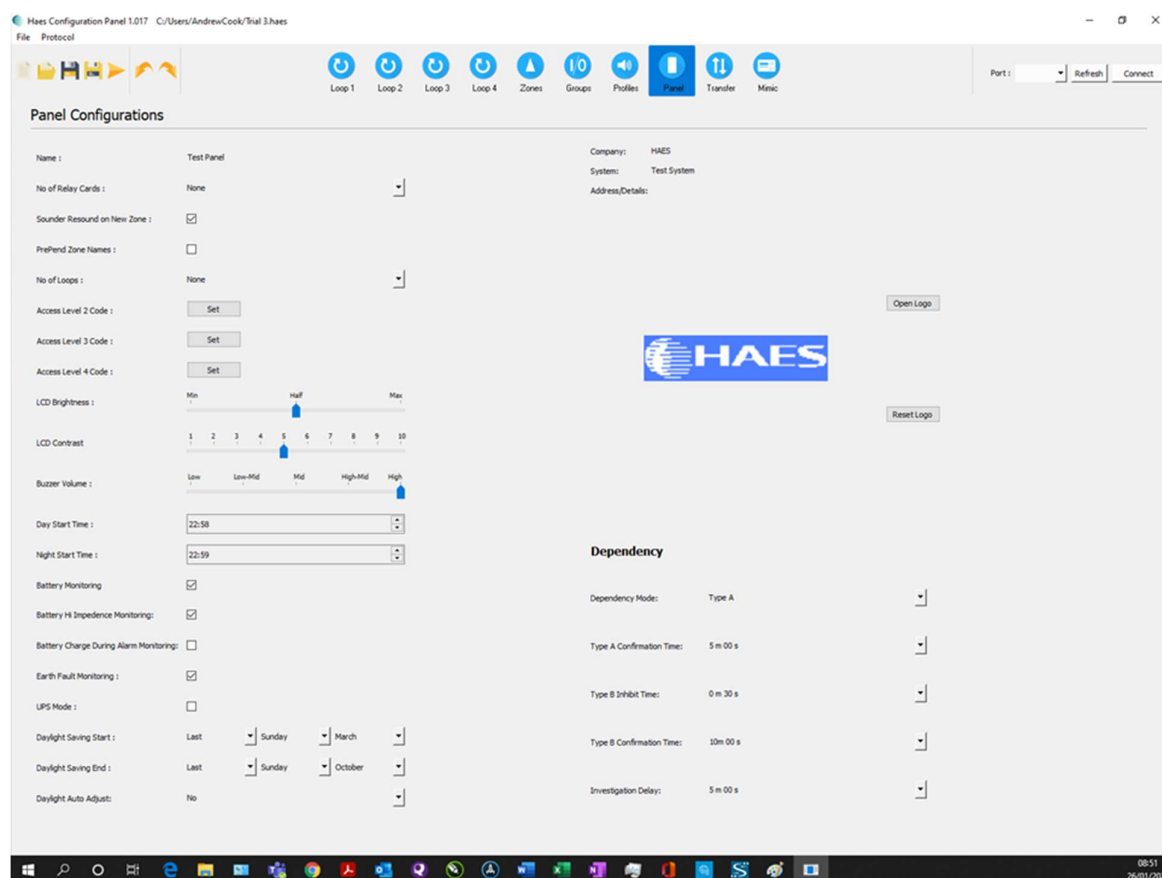 Haes Configuration Panel 1.017 C:/Users/AndrewCook/Trial 3.haes
File Protocol
Loop 1 Loop 2 Loop 3 Loop 4 Zones Groups Profiles Panel Transfer Mimic
Port : Refresh Connect
Panel Configurations
Name : Test Panel
No of Relay Cards : None
Sounder Resound on New Zone :
PrePend Zone Names :
No of Loops : None
Access Level 2 Code : Set
Access Level 3 Code : Set
Access Level 4 Code : Set
LCD Brightness : Min Half Max
LCD Contrast 1 2 3 4 5 6 7 8 9 10
Buzzer Volume : Low Low-Mid Mid High-Mid High
Day Start Time : 22:58
Night Start Time : 22:59
Battery Monitoring
Battery Hi Impedence Monitoring:
Battery Charge During Alarm Monitoring:
Earth Fault Monitoring :
UPS Mode :
Daylight Saving Start : Last Sunday March
Daylight Saving End : Last Sunday October
Daylight Auto Adjust: No
Company: HAES
System: Test System
Address/Details:
Open Logo
HAES
Reset Logo
Dependency
Dependency Mode: Type A
Type A Confirmation Time: 5 m 00 s
Type B Inhibit Time: 0 m 30 s
Type B Confirmation Time: 10m 00 s
Investigation Delay: 5 m 00 s
08:51